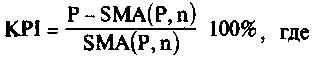 KPI = P – SMA(P, n) / SMA(P, n) 100%, где